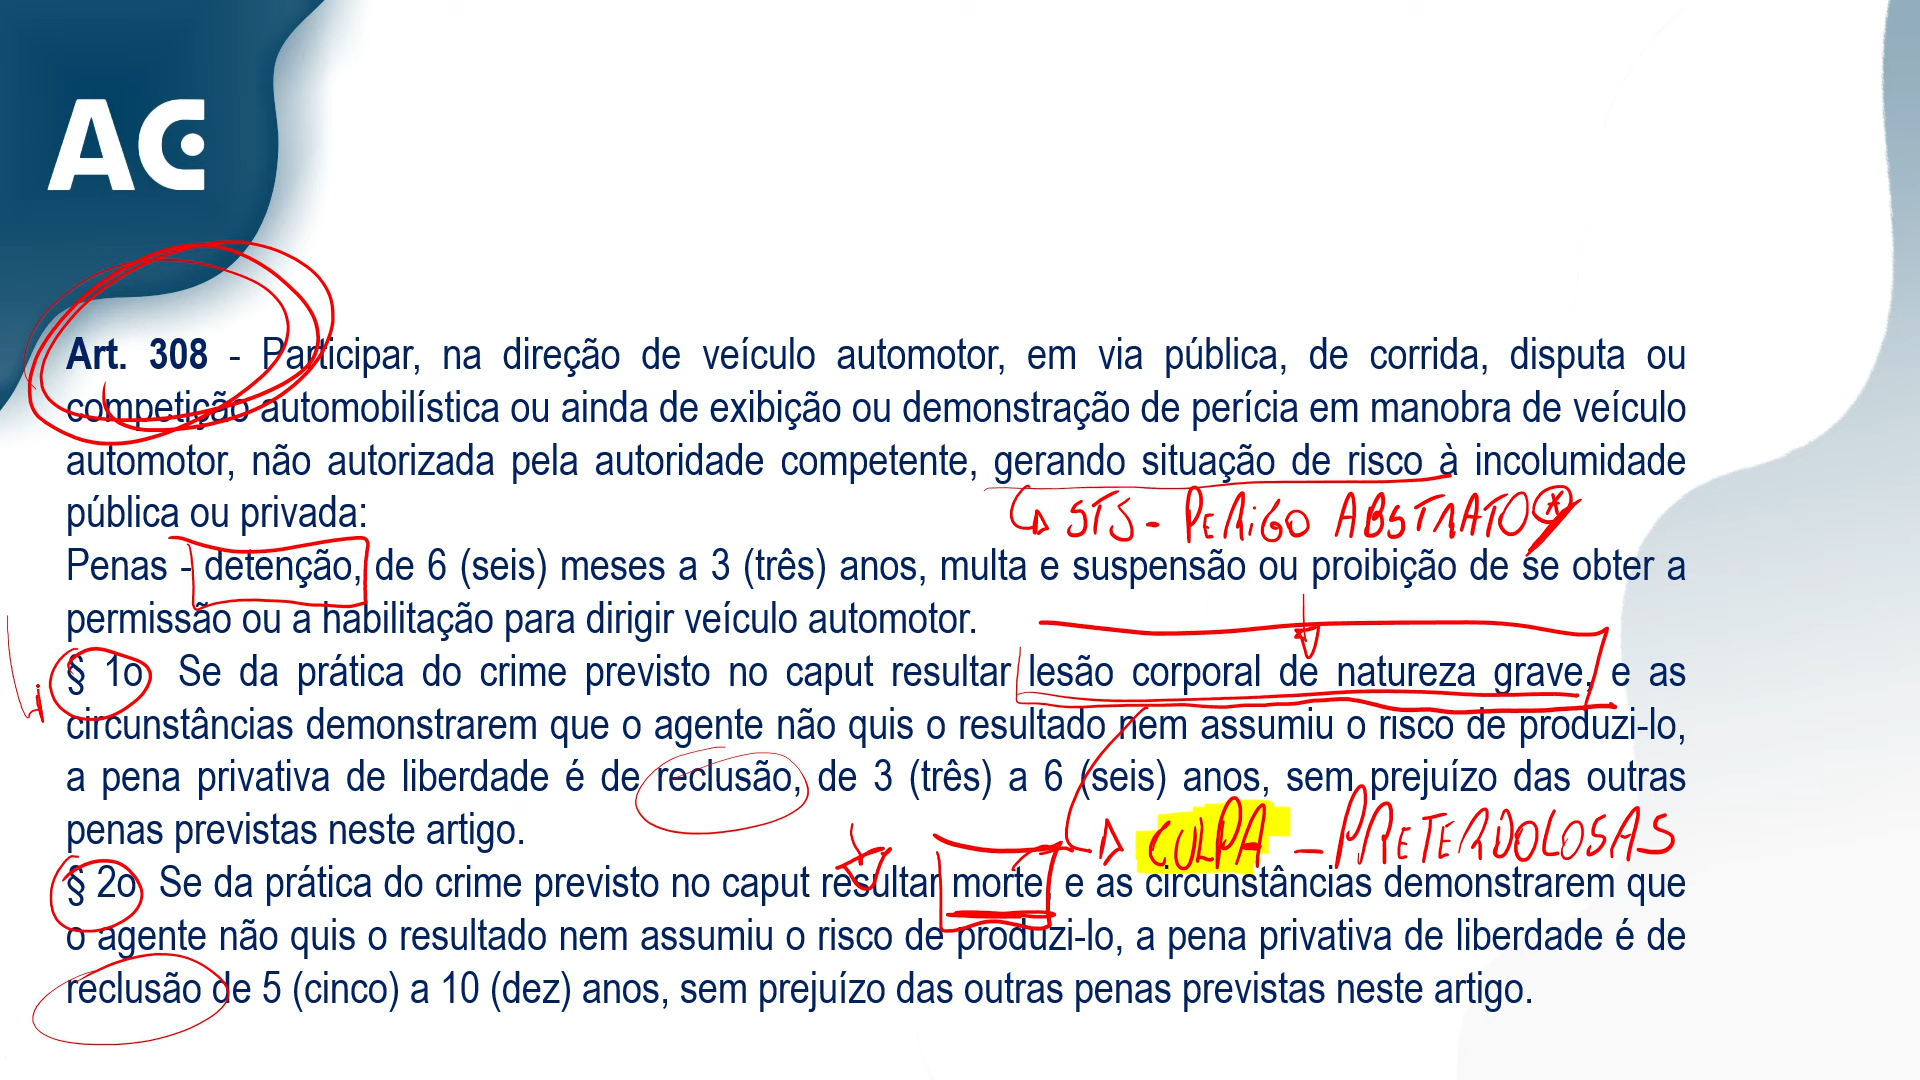 AC
Art. 308 - Participar, na direção de veículo automotor, em via pública, de corrida, disputa ou
competição automobilística ou ainda de exibição ou demonstração de perícia em manobra de veículo
automotor, não autorizada pela autoridade competente, gerando situação de risco à incolumidade
pública ou privada:
STJ - PERIGO ABSTRATO *
Penas - detenção, de 6 (seis) meses a 3 (três) anos, multa e suspensão ou proibição de se obter a
permissão ou a habilitação para dirigir veículo automotor.
§ 1o Se da prática do crime previsto no caput resultar lesão corporal de natureza grave, e as
circunstâncias demonstrarem que o agente não quis o resultado nem assumiu o risco de produzi-lo,
a pena privativa de liberdade é de reclusão, de 3 (três) a 6 (seis) anos, sem prejuízo das outras
penas previstas neste artigo.
CULPA - PRETERDOLOSAS
§ 2o Se da prática do crime previsto no caput resultar morte, e as circunstâncias demonstrarem que
o agente não quis o resultado nem assumiu o risco de produzi-lo, a pena privativa de liberdade é de
reclusão de 5 (cinco) a 10 (dez) anos, sem prejuízo das outras penas previstas neste artigo.